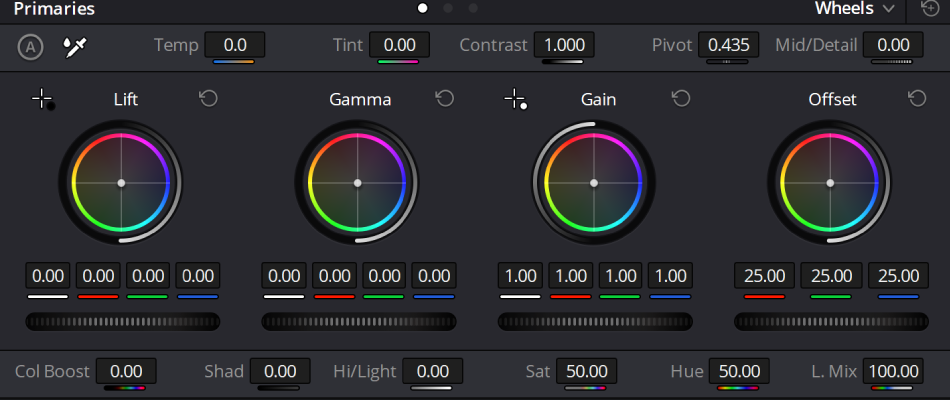 Primaries Wheels
A Temp 0.0 Tint 0.00 Contrast 1.000 Pivot 0.435 Mid/Detail 0.00
Lift Gamma Gain Offset
0.00 0.00 0.00 0.00 0.00 0.00 0.00 0.00 1.00 1.00 1.00 1.00 25.00 25.00 25.00
Col Boost 0.00 Shad 0.00 Hi/Light 0.00 Sat 50.00 Hue 50.00 L. Mix 100.00